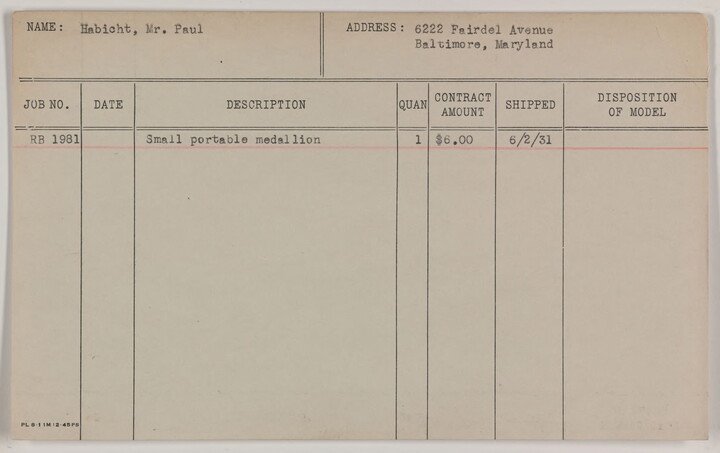 NAME: Habicht, Mr. Paul
ADDRESS: 6222 Fairdel Avenue
Baltimore, Maryland
JOB NO. DATE DESCRIPTION QUAN CONTRACT AMOUNT SHIPPED DISPOSITION OF MODEL
RB 1981 Small portable medallion 1 $6.00 6/2/31